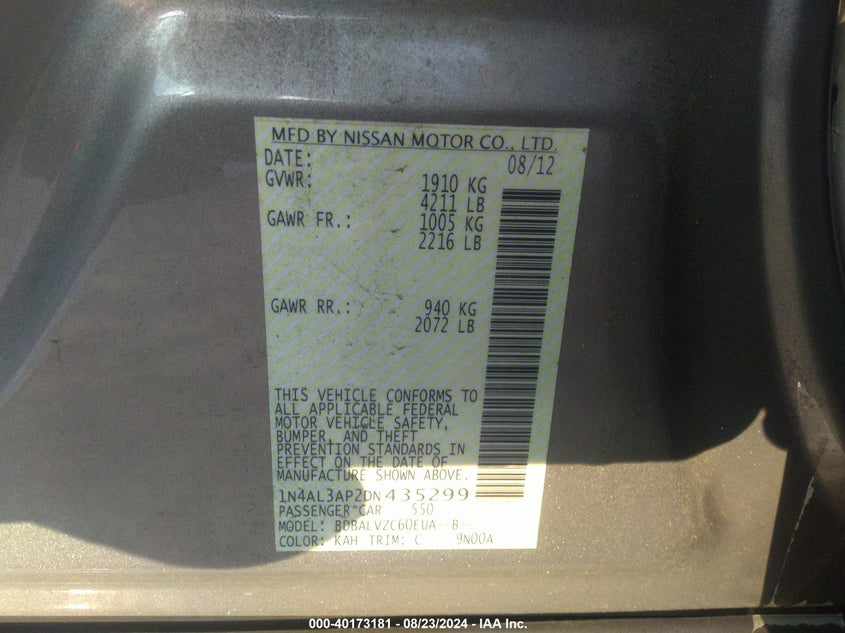 MFD BY NISSAN MOTOR CO., LTD.
DATE: 08/12
GVWR: 1910 KG
4211 LB
GAWR FR.: 1005 KG
2216 LB
GAWR RR.: 940 KG
2072 LB
THIS VEHICLE CONFORMS TO
ALL APPLICABLE FEDERAL
MOTOR VEHICLE SAFETY,
BUMPER, AND THEFT
PREVENTION STANDARDS IN
EFFECT ON THE DATE OF
MANUFACTURE SHOWN ABOVE.
1N4AL3AP2DN435299
PASSENGER CAR 550
MODEL: BDBALVZC60EUA--B--
COLOR: KAH TRIM: C 9N00A
000-40173181 - 08/23/2024 - IAA Inc.